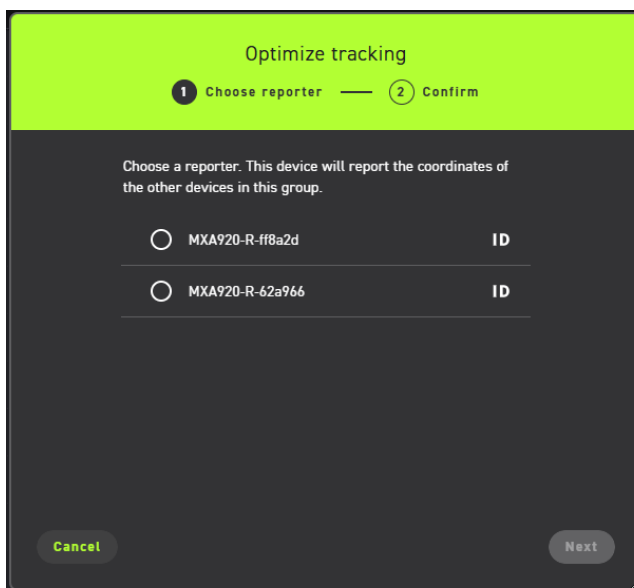 Optimize tracking
1 Choose reporter 2 Confirm
Choose a reporter. This device will report the coordinates of
the other devices in this group.
MXA920-R-ff8a2d ID
MXA920-R-62a966 ID
Cancel Next